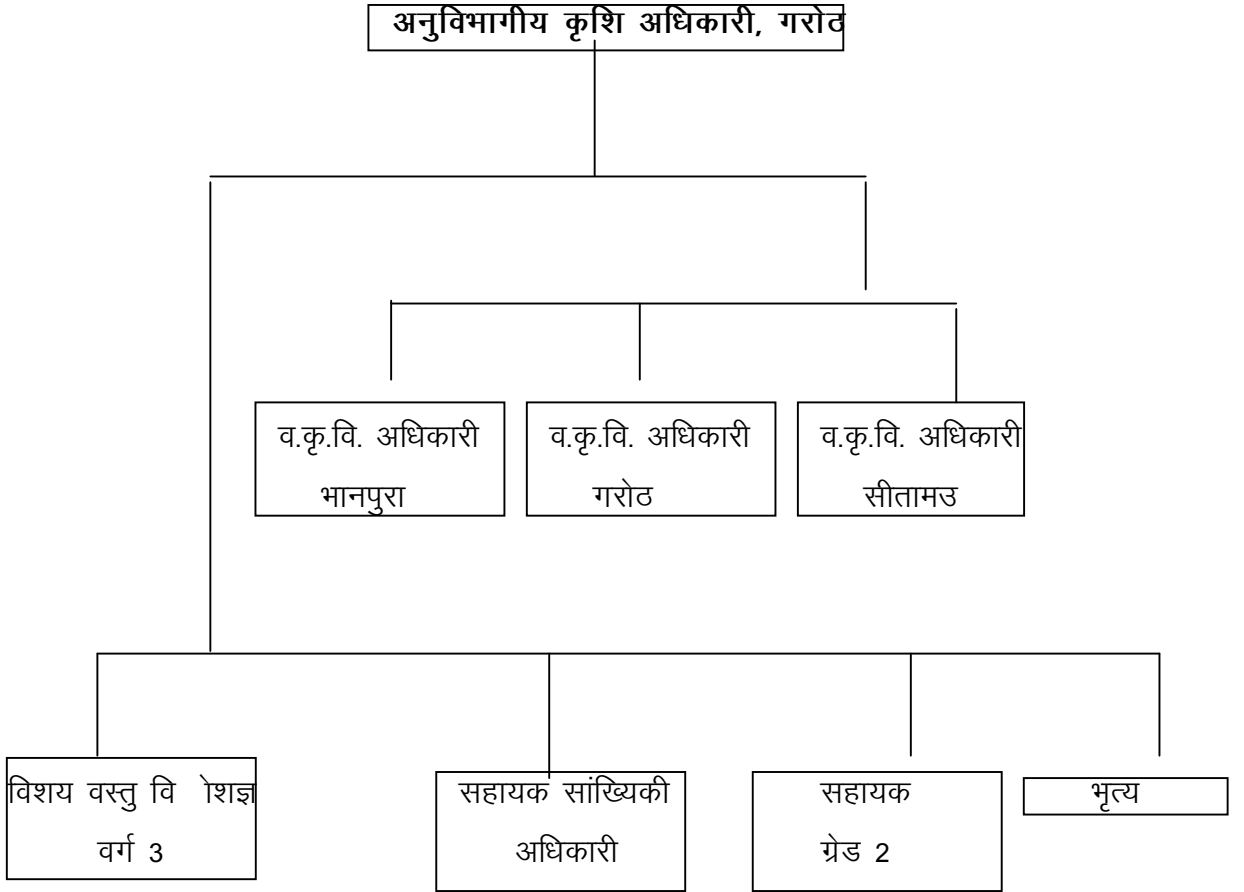 अनुविभागीय कृशि अधिकारी, गरोठ
व.कृ.वि. अधिकारी
भानपुरा
व.कृ.वि. अधिकारी
गरोठ
व.कृ.वि. अधिकारी
सीतामउ
विशय वस्तु वि ोशज्ञ
वर्ग 3
सहायक सांख्यिकी
अधिकारी
सहायक
ग्रेड 2
भृत्य